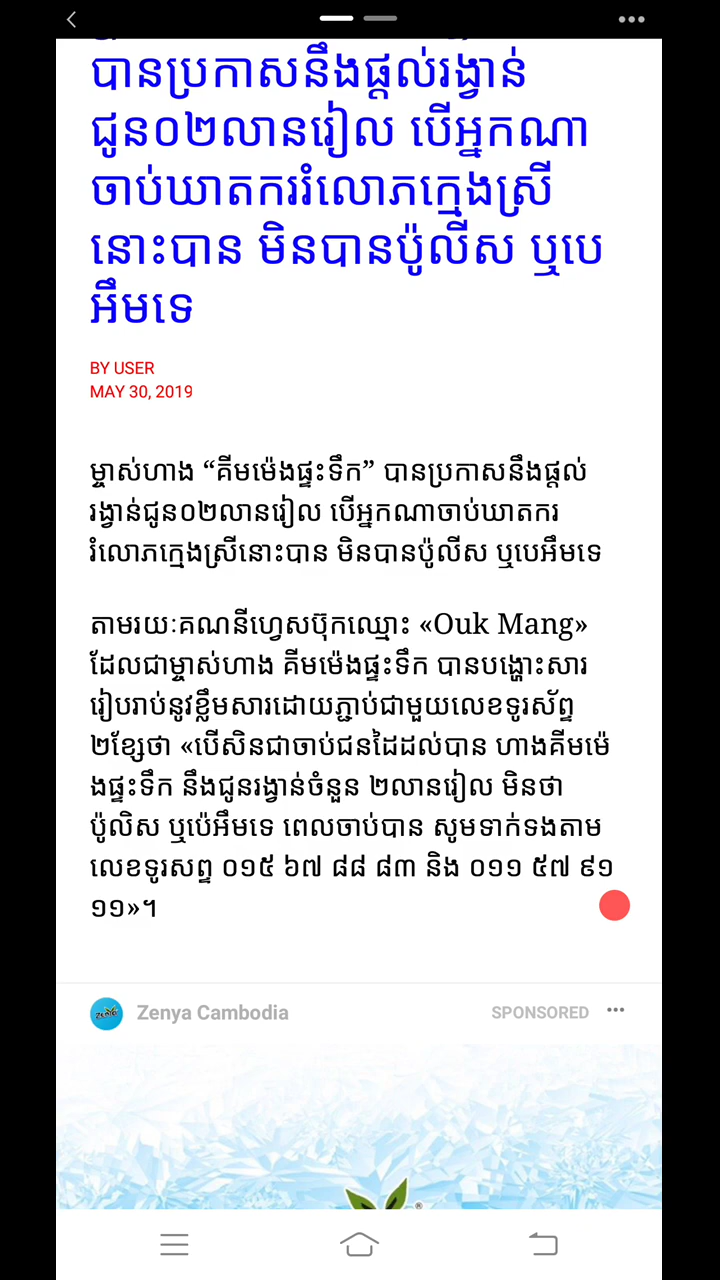 បានប្រកាសនឹងផ្តល់រង្វាន់
ជូន០២លានរៀល បើអ្នកណា
ចាប់ឃាតករំលោភក្មេងស្រី
នោះបាន មិនបានប៉ូលីស ឬបេ
អឹមទេ
BY USER
MAY 30, 2019
ម្ចាស់ហាង “គីមម៉េងផ្ទះទឹក” បានប្រកាសនឹងផ្តល់
រង្វាន់ជូន០២លានរៀល បើអ្នកណាចាប់ឃាតករ
រំលោភក្មេងស្រីនោះបាន មិនបានប៉ូលីស ឬបេអឹមទេ
តាមរយៈគណនីហ្វេសប៊ុកឈ្មោះ «Ouk Mang»
ដែលជាម្ចាស់ហាង គីមម៉េងផ្ទះទឹក បានបង្ហោះសារ
រៀបរាប់នូវខ្លឹមសារដោយភ្ជាប់ជាមួយលេខទូរស័ព្ទ
២ខ្សែថា «បើសិនជាចាប់ជនដៃដល់បាន ហាងគីមម៉េ
ងផ្ទះទឹក នឹងជូនរង្វាន់ចំនួន ២លានរៀល មិនថា
ប៉ូលិស ឬប៉េអឹមទេ ពេលចាប់បាន សូមទាក់ទងតាម
លេខទូរសព្ទ ០១៥ ៦៧ ៨៨ ៨៣ និង ០១១ ៥៧ ៩១
១១»។
Zenya Cambodia SPONSORED